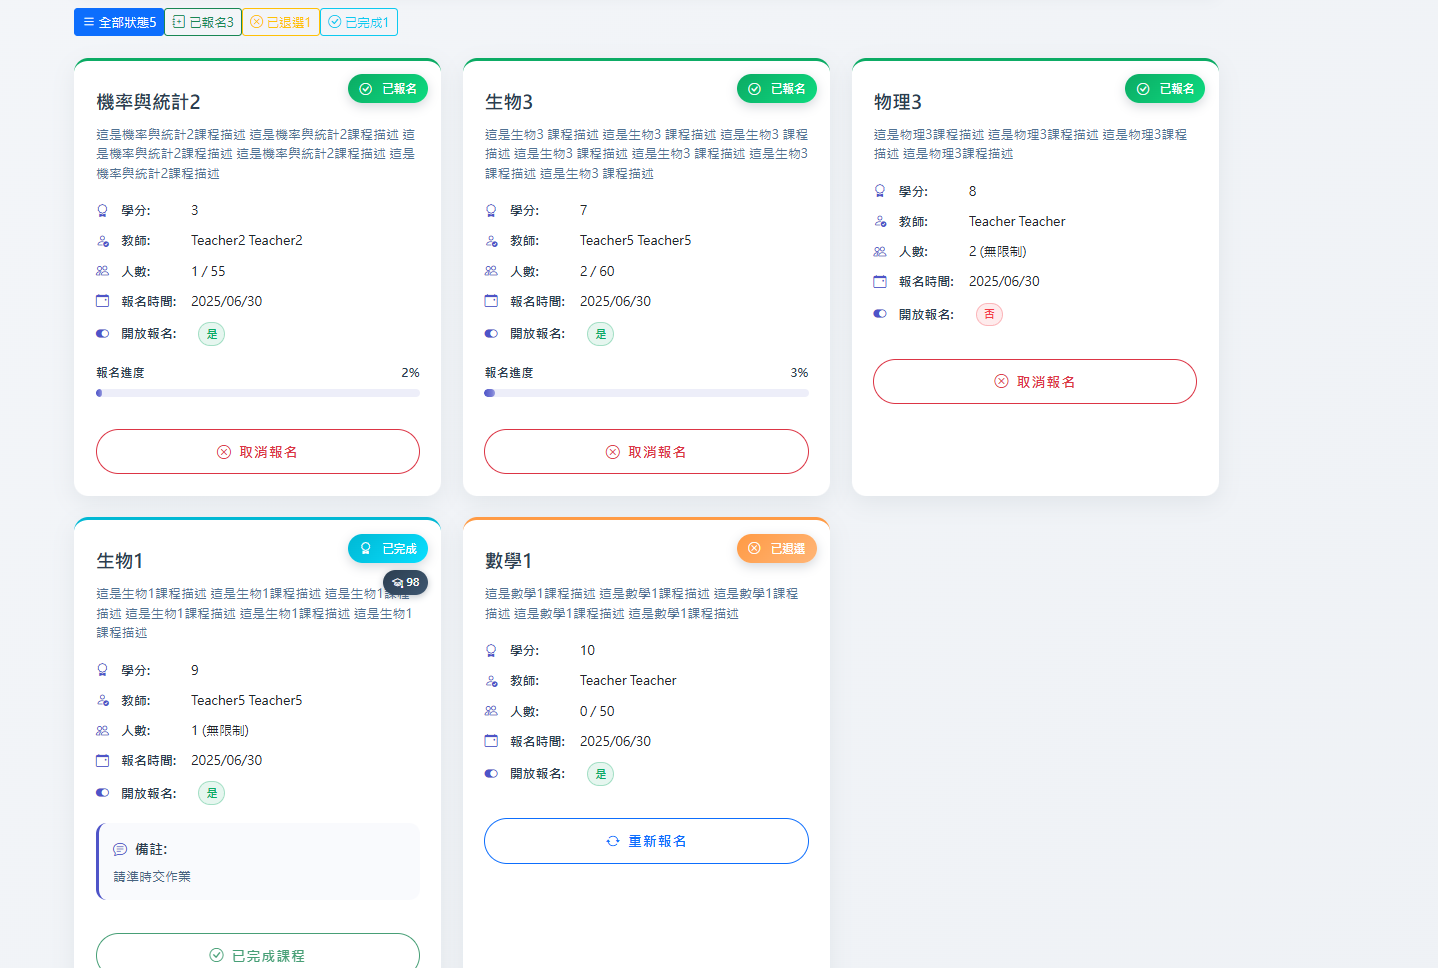 全部狀態5 已報名3 已退選1 已完成1
已報名
機率與統計2
這是機率與統計2課程描述 這是機率與統計2課程描述 這
是機率與統計2課程描述 這是機率與統計2課程描述 這是
機率與統計2課程描述
學分: 3
教師: Teacher2 Teacher2
人數: 1 / 55
報名時間: 2025/06/30
開放報名: 是
報名進度 2%
取消報名
已報名
生物3
這是生物3 課程描述 這是生物3 課程描述 這是生物3 課程
描述 這是生物3 課程描述 這是生物3 課程描述 這是生物3
課程描述 這是生物3 課程描述
學分: 7
教師: Teacher5 Teacher5
人數: 2 / 60
報名時間: 2025/06/30
開放報名: 是
報名進度 3%
取消報名
已報名
物理3
這是物理3課程描述 這是物理3課程描述 這是物理3課程
描述 這是物理3課程描述
學分: 8
教師: Teacher Teacher
人數: 2 (無限制)
報名時間: 2025/06/30
開放報名: 否
取消報名
已完成
生物1
98
這是生物1課程描述 這是生物1課程描述 這是生物1課程
描述 這是生物1課程描述 這是生物1課程描述 這是生物1
課程描述
學分: 9
教師: Teacher5 Teacher5
人數: 1 (無限制)
報名時間: 2025/06/30
開放報名: 是
備註:
請準時交作業
已完成課程
已退選
數學1
這是數學1課程描述 這是數學1課程描述 這是數學1課程
描述 這是數學1課程描述 這是數學1課程描述
學分: 10
教師: Teacher Teacher
人數: 0 / 50
報名時間: 2025/06/30
開放報名: 是
重新報名